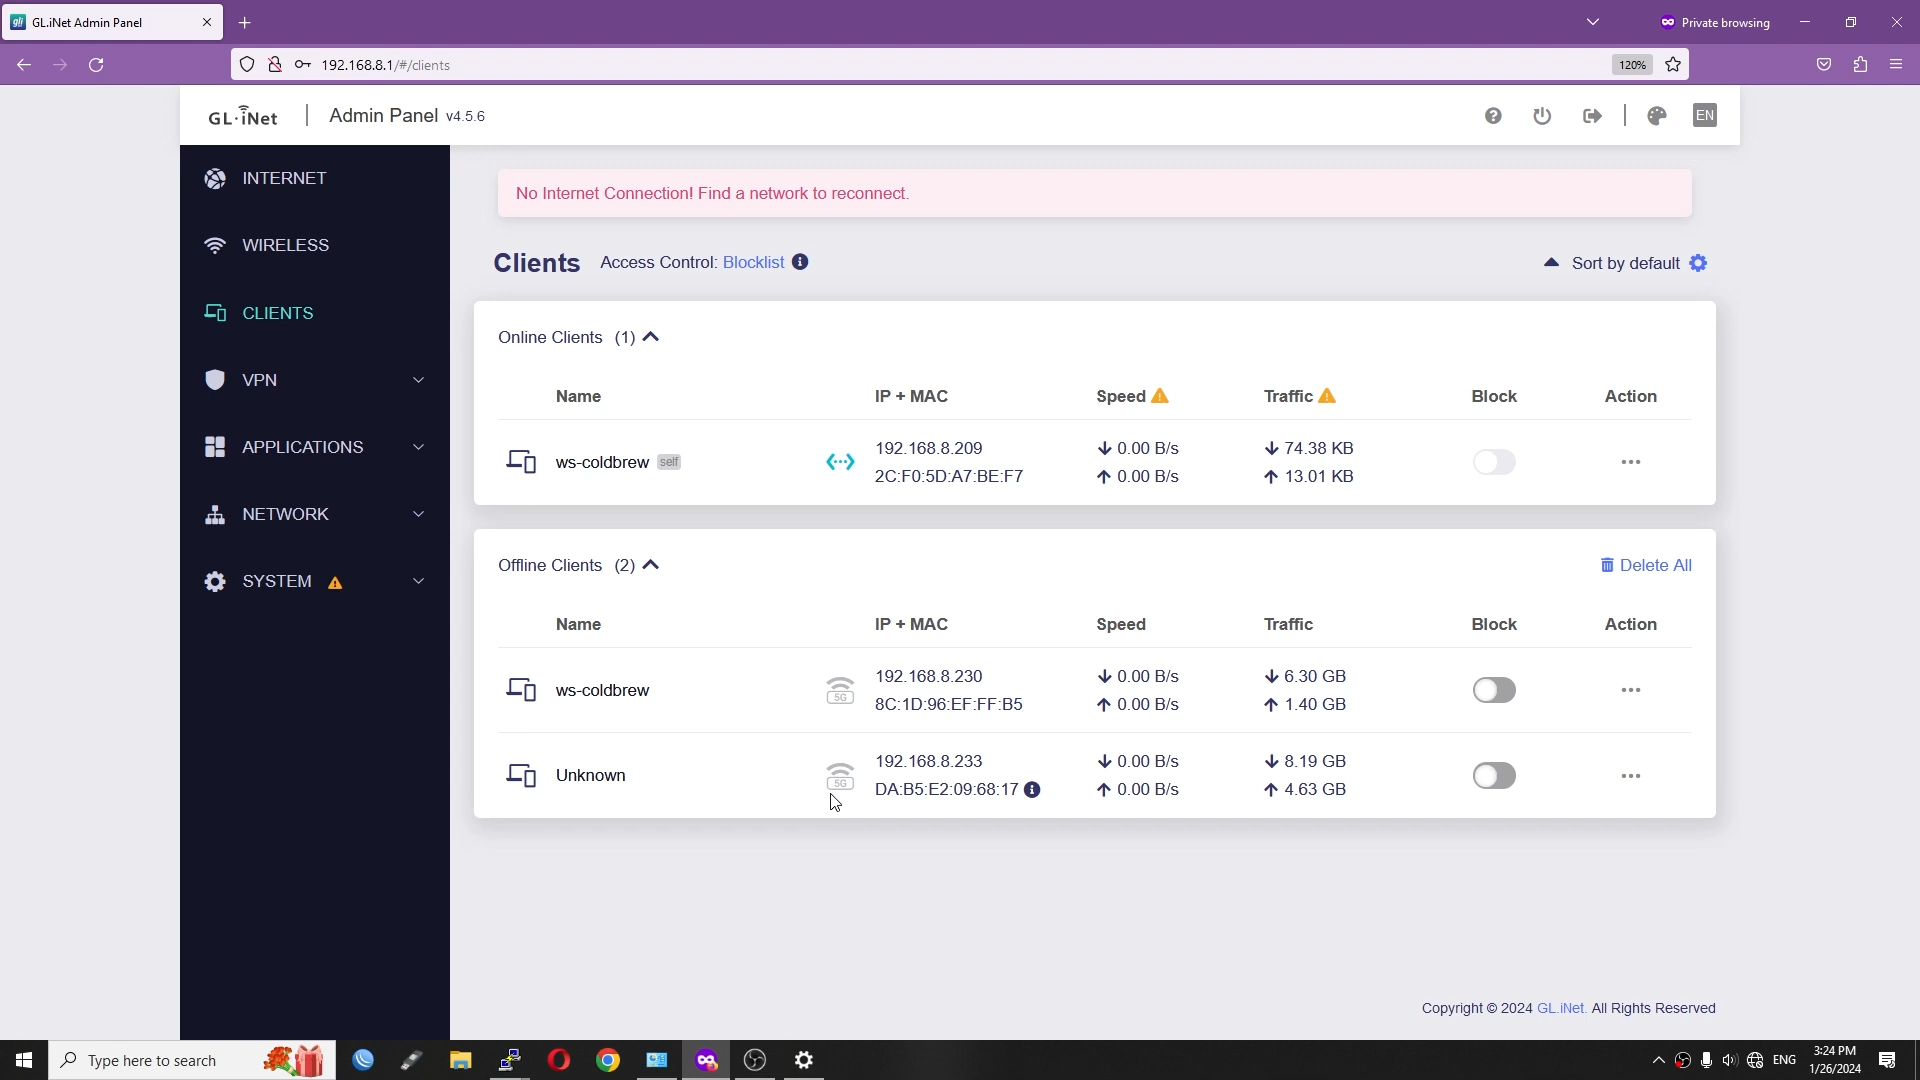 GL.iNet Admin Panel
Private browsing
192.168.8.1/#/clients
120%
GL·iNet
Admin Panel v4.5.6
EN
INTERNET
WIRELESS
CLIENTS
VPN
APPLICATIONS
NETWORK
SYSTEM
No Internet Connection! Find a network to reconnect.
Clients Access Control: Blocklist
Sort by default
Online Clients (1)
Name IP + MAC Speed Traffic Block Action
ws-coldbrew self
192.168.8.209
2C:F0:5D:A7:BE:F7
0.00 B/s
0.00 B/s
74.38 KB
13.01 KB
Offline Clients (2)
Delete All
Name IP + MAC Speed Traffic Block Action
ws-coldbrew
5G
192.168.8.230
8C:1D:96:EF:FF:B5
0.00 B/s
0.00 B/s
6.30 GB
1.40 GB
Unknown
5G
192.168.8.233
DA:B5:E2:09:68:17
0.00 B/s
0.00 B/s
8.19 GB
4.63 GB
Copyright © 2024 GL.iNet. All Rights Reserved
Type here to search
ENG
3:24 PM
1/26/2024